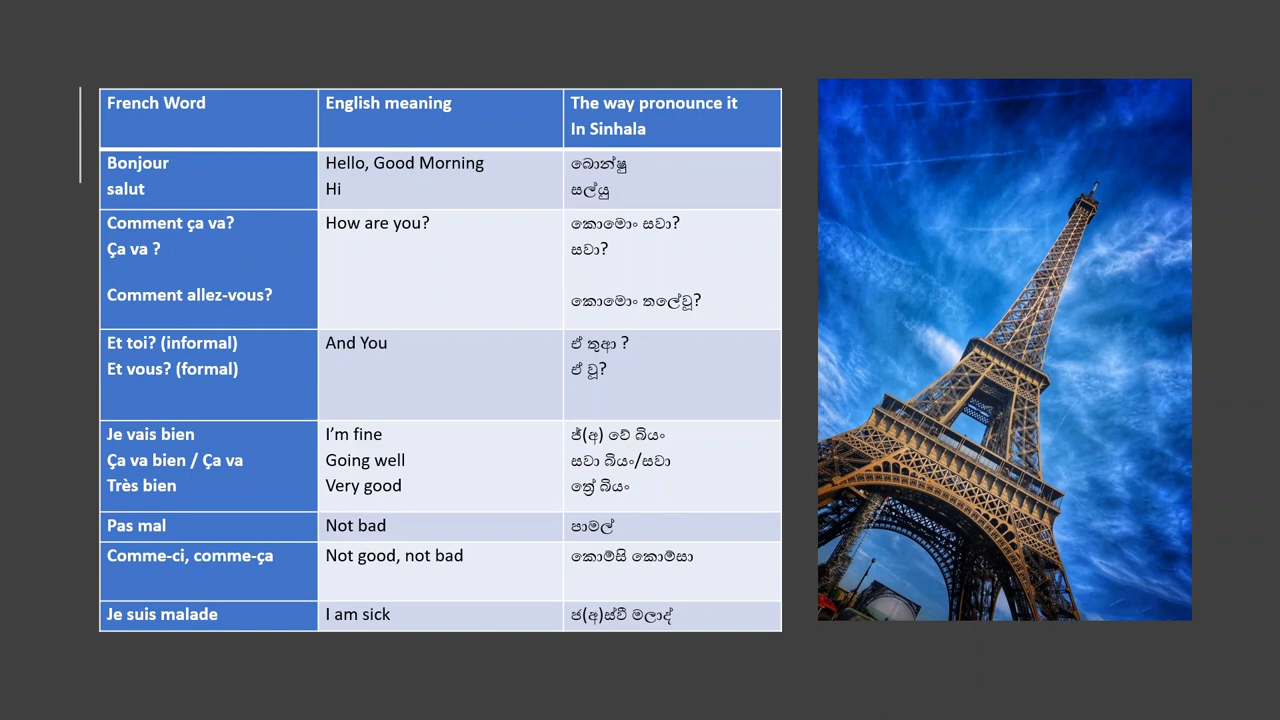 French Word
English meaning
The way pronounce it
In Sinhala
Bonjour
salut
Hello, Good Morning
Hi
බොන්ෂු
සල්යු
Comment ça va?
Ça va ?
Comment allez-vous?
How are you?
කොමොං සවා?
සවා?
කොමොං තලේවූ?
Et toi? (informal)
Et vous? (formal)
And You
ඒ තුආ ?
ඒ වූ?
Je vais bien
Ça va bien / Ça va
Très bien
I’m fine
Going well
Very good
ජ්(අ) වේ බියං
සවා බියං/සවා
ත්‍රේ බියං
Pas mal
Not bad
පාමල්
Comme-ci, comme-ça
Not good, not bad
කොම්සි කොම්සා
Je suis malade
I am sick
ජ(අ)ස්වී මලාද්